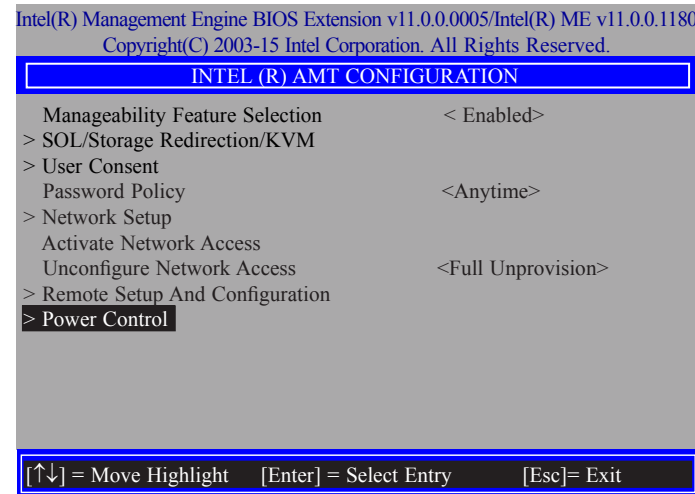 Intel(R) Management Engine BIOS Extension v11.0.0.0005/Intel(R) ME v11.0.0.1180
Copyright(C) 2003-15 Intel Corporation. All Rights Reserved.
INTEL (R) AMT CONFIGURATION
Manageability Feature Selection < Enabled>
> SOL/Storage Redirection/KVM
> User Consent
Password Policy <Anytime>
> Network Setup
Activate Network Access
Unconfigure Network Access <Full Unprovision>
> Remote Setup And Configuration
> Power Control
[↑↓] = Move Highlight [Enter] = Select Entry [Esc]= Exit